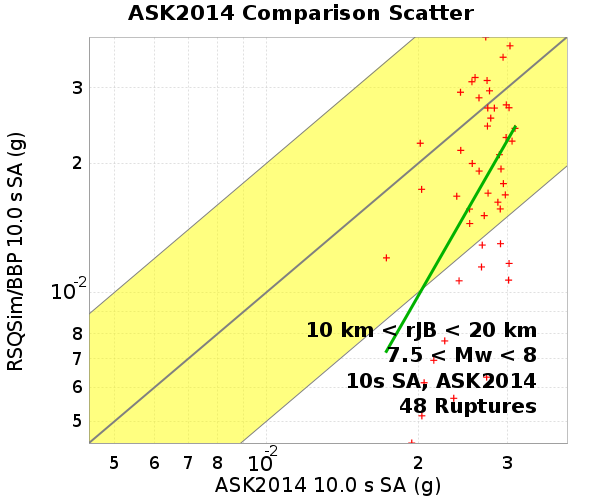 ASK2014 Comparison Scatter
RSQSim/BBP 10.0 s SA (g)
3
2
10-2
8
7
6
5
10 km < rJB < 20 km
7.5 < Mw < 8
10s SA, ASK2014
48 Ruptures
5 6 7 8 10-2 2 3
ASK2014 10.0 s SA (g)